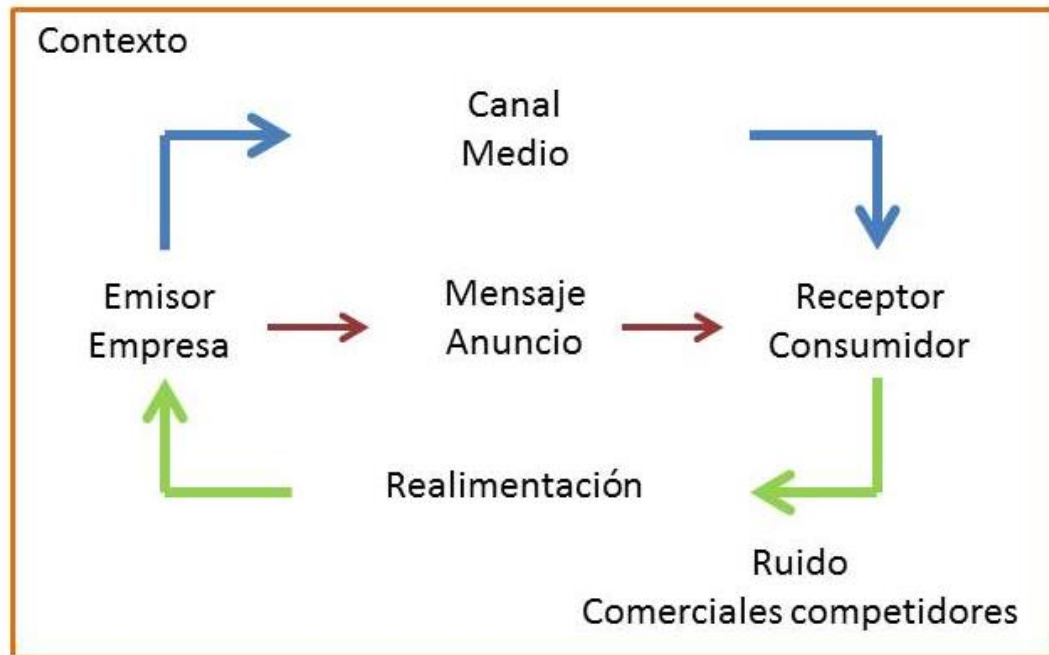 Contexto
Canal
Medio
Emisor
Empresa
Mensaje
Anuncio
Receptor
Consumidor
Realimentación
Ruido
Comerciales competidores